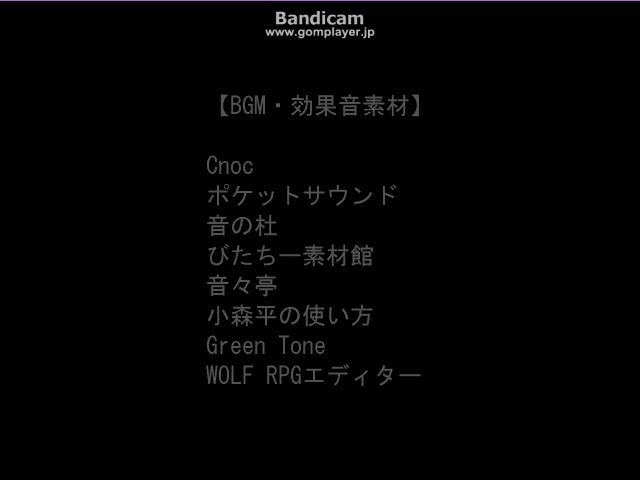 Bandicam
www.gomplayer.jp
【BGM・効果音素材】
Cnoc
ポケットサウンド
音の杜
びたちー素材館
音々亭
小森平の使い方
Green Tone
WOLF RPGエディター